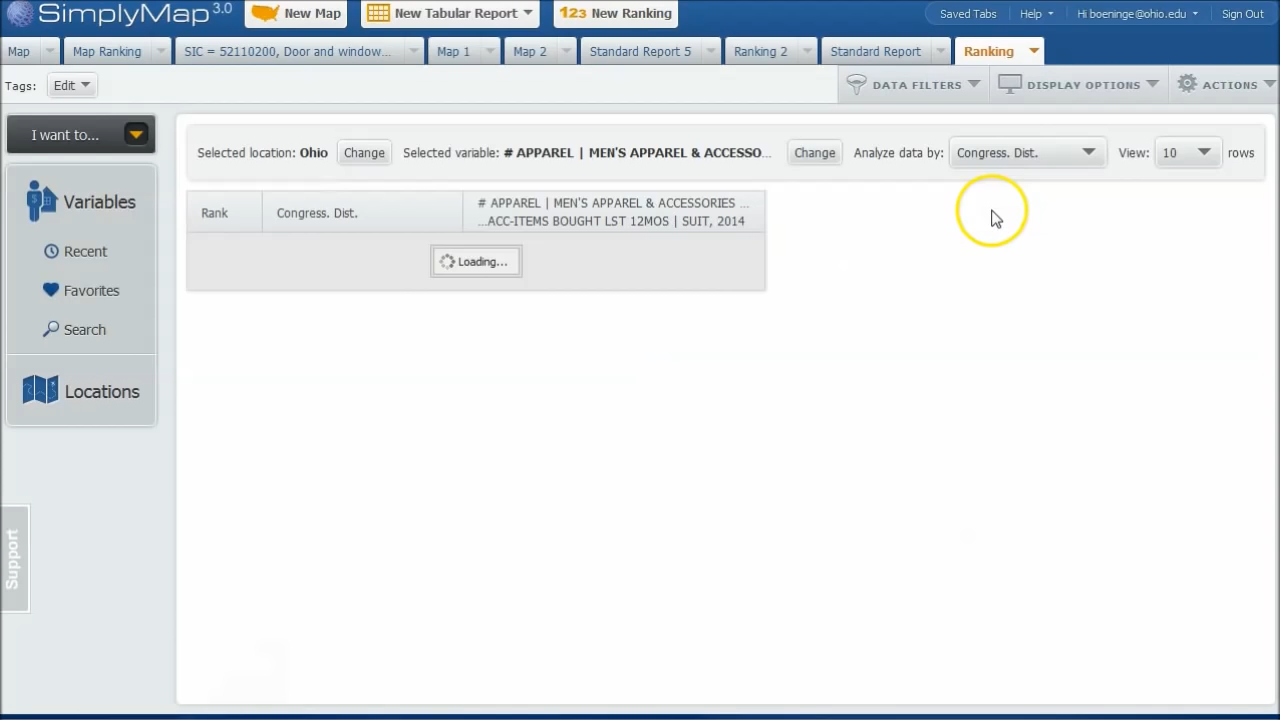 SimplyMap 3.0 New Map New Tabular Report 123 New Ranking Saved Tabs Help Hi boeninge@ohio.edu Sign Out
Map Map Ranking SIC = 52110200, Door and window... Map 1 Map 2 Standard Report 5 Ranking 2 Standard Report Ranking
Tags: Edit DATA FILTERS DISPLAY OPTIONS ACTIONS
I want to...
Selected location: Ohio Change Selected variable: # APPAREL | MEN'S APPAREL & ACCESSO... Change Analyze data by: Congress. Dist. View: 10 rows
Variables
Recent
Favorites
Search
Locations
Rank Congress. Dist. # APPAREL | MEN'S APPAREL & ACCESSORIES ...
...ACC-ITEMS BOUGHT LST 12MOS | SUIT, 2014
Loading...
Support